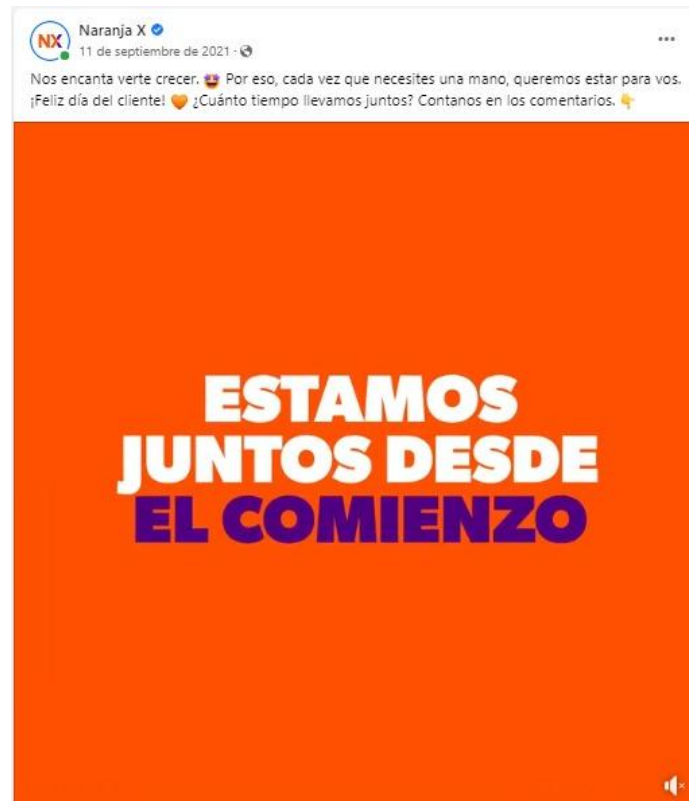 NX
Naranja X
11 de septiembre de 2021 ·
Nos encanta verte crecer. 🤩 Por eso, cada vez que necesites una mano, queremos estar para vos.
¡Feliz día del cliente! 🧡 ¿Cuánto tiempo llevamos juntos? Contanos en los comentarios. 👇
ESTAMOS
JUNTOS DESDE
EL COMIENZO